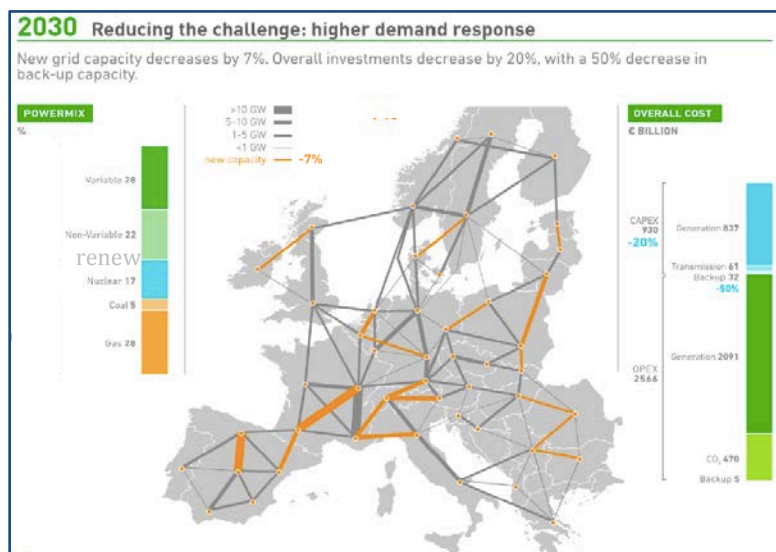 2030 Reducing the challenge: higher demand response
New grid capacity decreases by 7%. Overall investments decrease by 20%, with a 50% decrease in
back-up capacity.
POWERMIX
%
Variable 28
Non-Variable 22
renew
Nuclear 17
Coal 5
Gas 28
>10 GW
5-10 GW
1-5 GW
<1 GW
new capacity -7%
OVERALL COST
€ BILLION
CAPEX
930
-20%
Generation 837
Transmission 61
Backup 32
-50%
OPEX
2566
Generation 2091
CO₂ 470
Backup 5